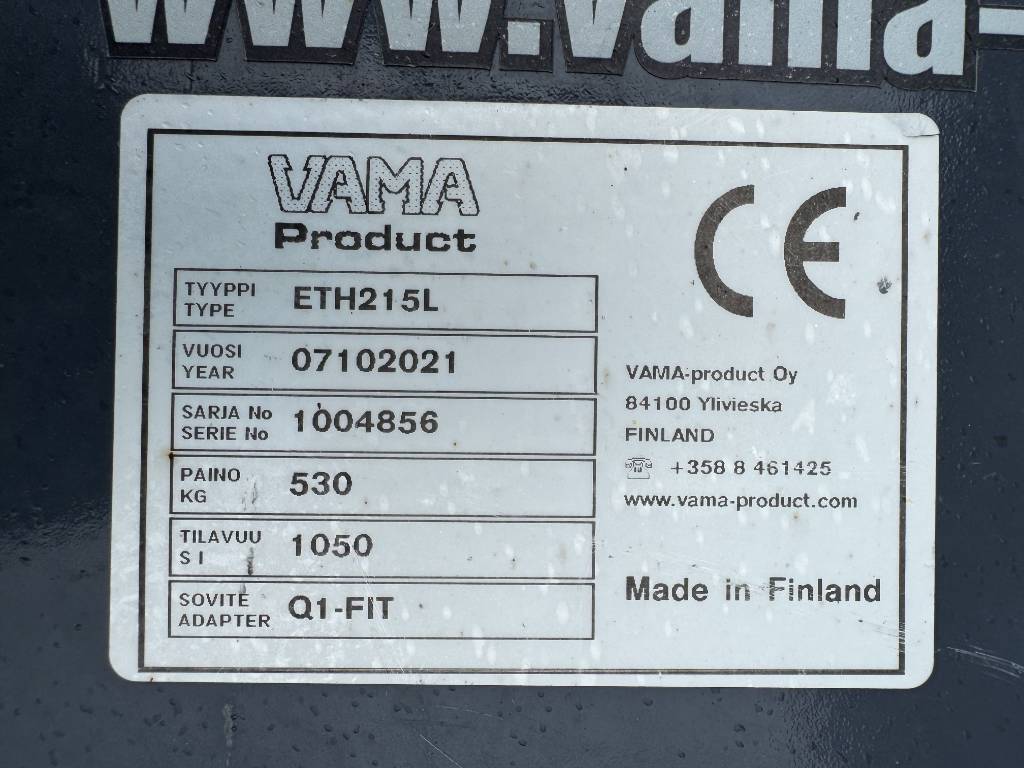 www.vama-
VAMA
Product
TYYPPI
TYPE
ETH215L
VUOSI
YEAR
07102021
SARJA No
SERIE No
1004856
PAINO
KG
530
TILAVUU
S l
1050
SOVITE
ADAPTER
Q1-FIT
CE
VAMA-product Oy
84100 Ylivieska
FINLAND
☏ +358 8 461425
www.vama-product.com
Made in Finland